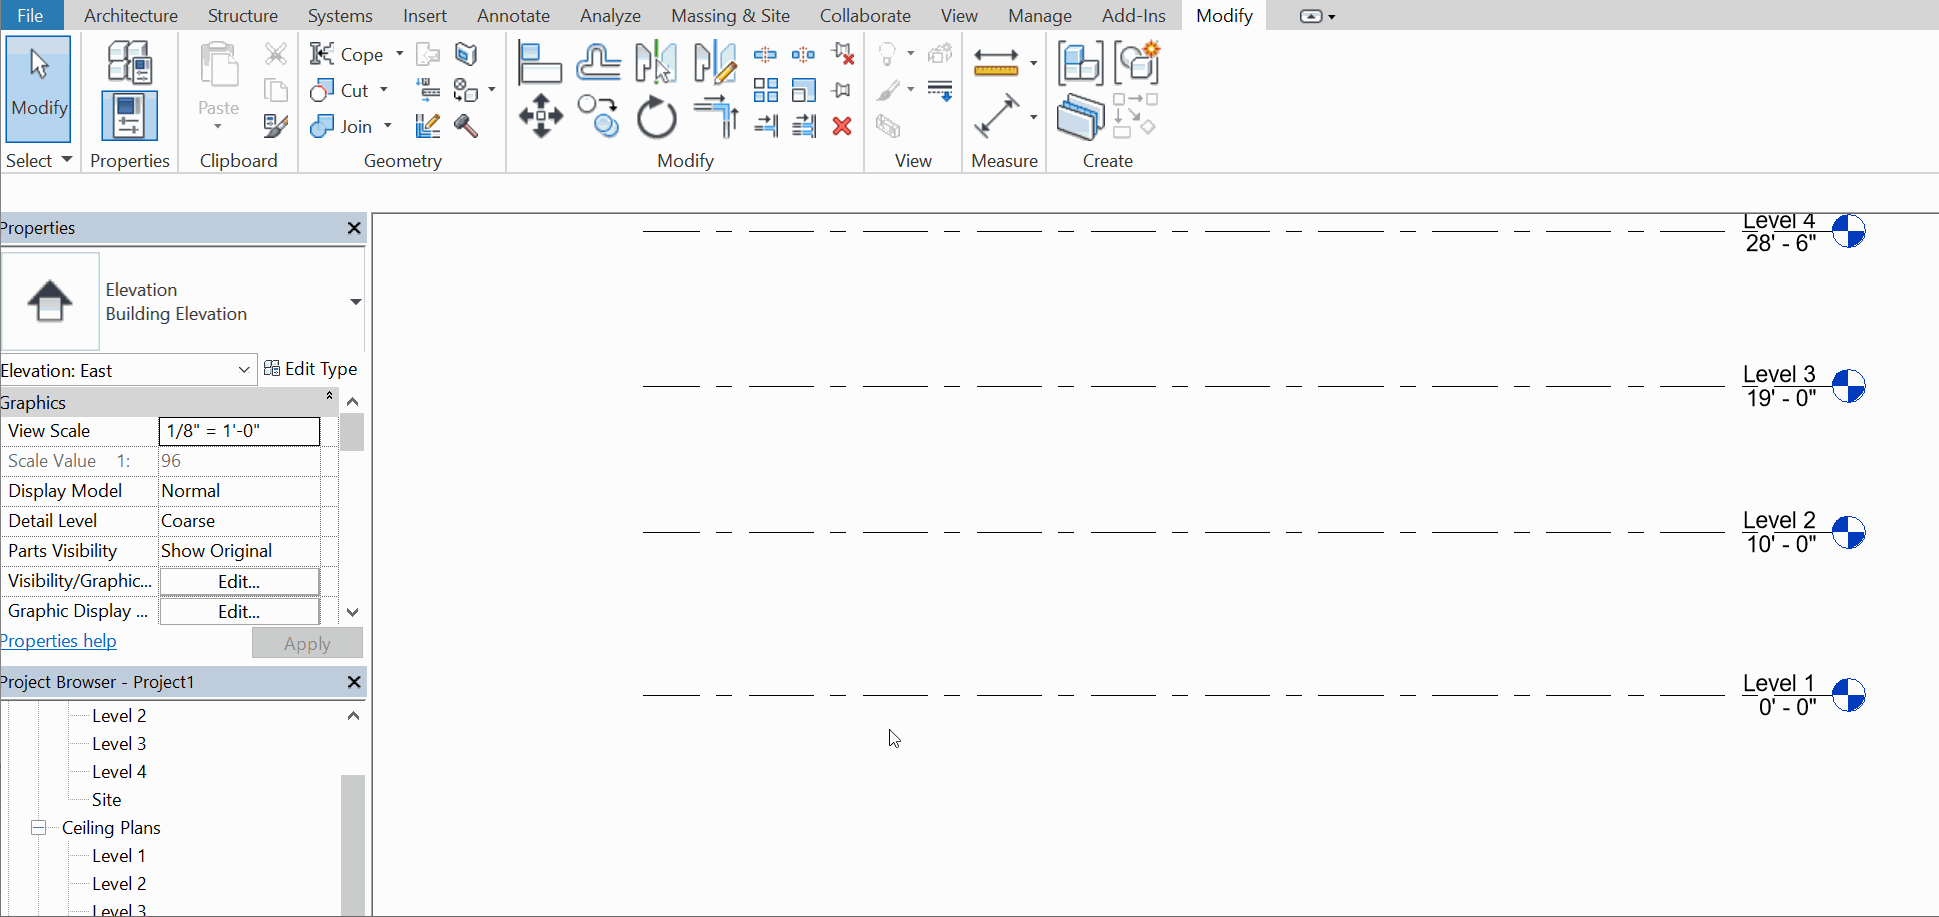 File Architecture Structure Systems Insert Annotate Analyze Massing & Site Collaborate View Manage Add-Ins Modify
Modify
Paste
Cope
Cut
Join
Select Properties Clipboard Geometry Modify View Measure Create
Properties
Elevation
Building Elevation
Elevation: East Edit Type
Graphics
View Scale 1/8" = 1'-0"
Scale Value 1: 96
Display Model Normal
Detail Level Coarse
Parts Visibility Show Original
Visibility/Graphic... Edit...
Graphic Display ... Edit...
Properties help Apply
Project Browser - Project1
Level 2
Level 3
Level 4
Site
Ceiling Plans
Level 1
Level 2
Level 3
Level 4
28' - 6"
Level 3
19' - 0"
Level 2
10' - 0"
Level 1
0' - 0"